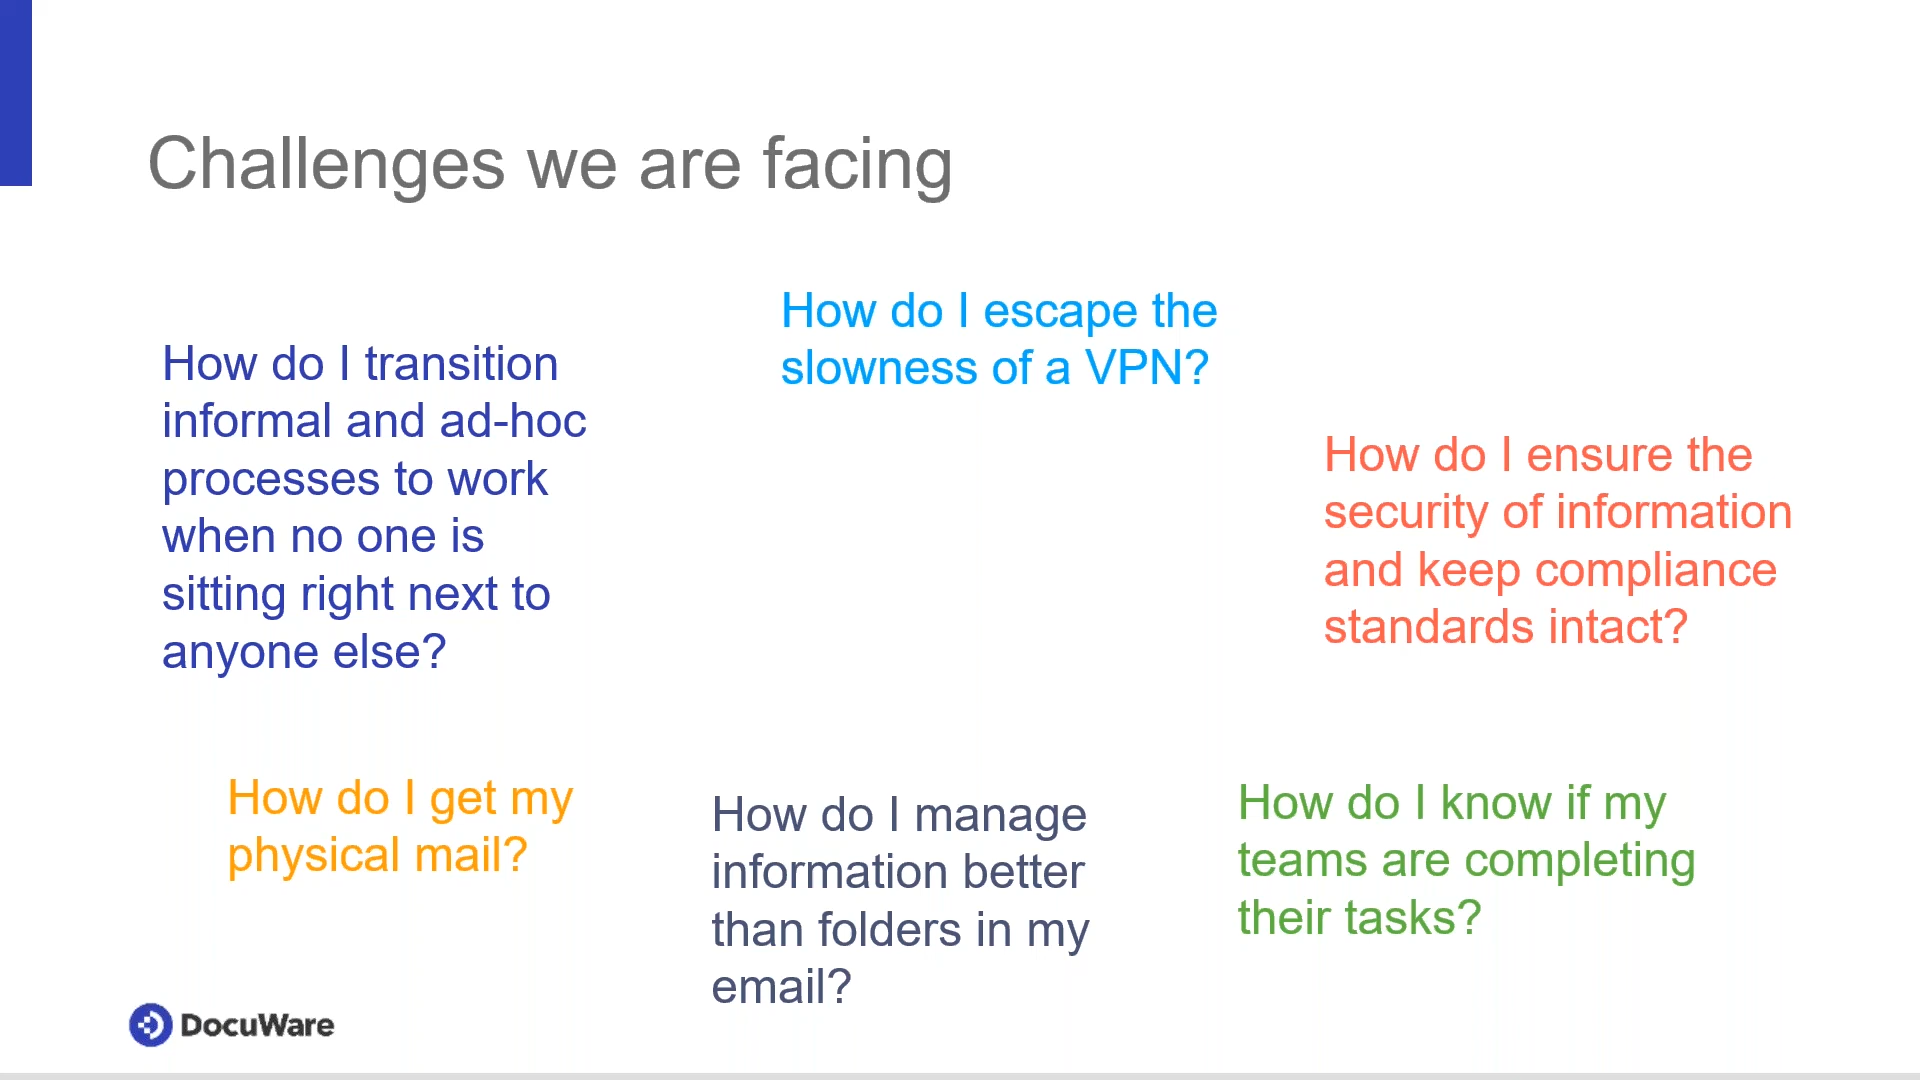 Challenges we are facing
How do I escape the
slowness of a VPN?
How do I transition
informal and ad-hoc
processes to work
when no one is
sitting right next to
anyone else?
How do I ensure the
security of information
and keep compliance
standards intact?
How do I get my
physical mail?
How do I manage
information better
than folders in my
email?
How do I know if my
teams are completing
their tasks?
DocuWare